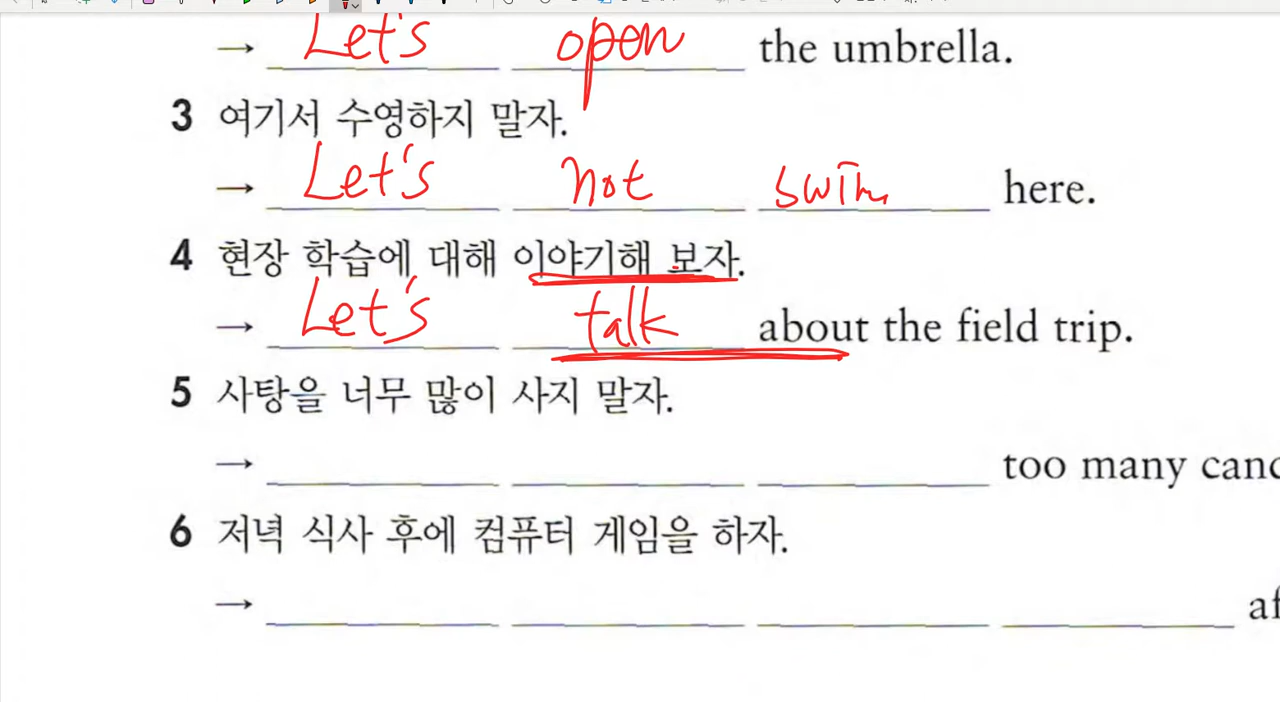 → Let's open the umbrella.
3 여기서 수영하지 말자.
→ Let's not swim here.
4 현장 학습에 대해 이야기해 보자.
→ Let's talk about the field trip.
5 사탕을 너무 많이 사지 말자.
→ too many canc
6 저녁 식사 후에 컴퓨터 게임을 하자.
→ af